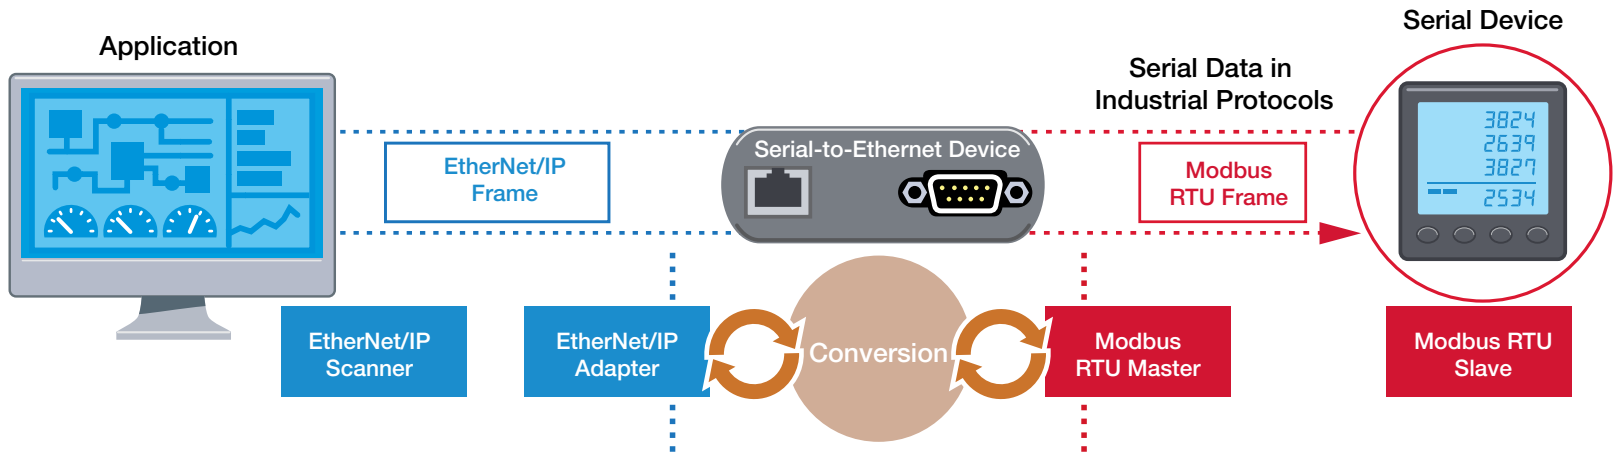 Application
Serial Device
Serial Data in
Industrial Protocols
EtherNet/IP
Frame
Serial-to-Ethernet Device
Modbus
RTU Frame
3824
2639
3827
2534
EtherNet/IP
Scanner
EtherNet/IP
Adapter
Conversion
Modbus
RTU Master
Modbus RTU
Slave